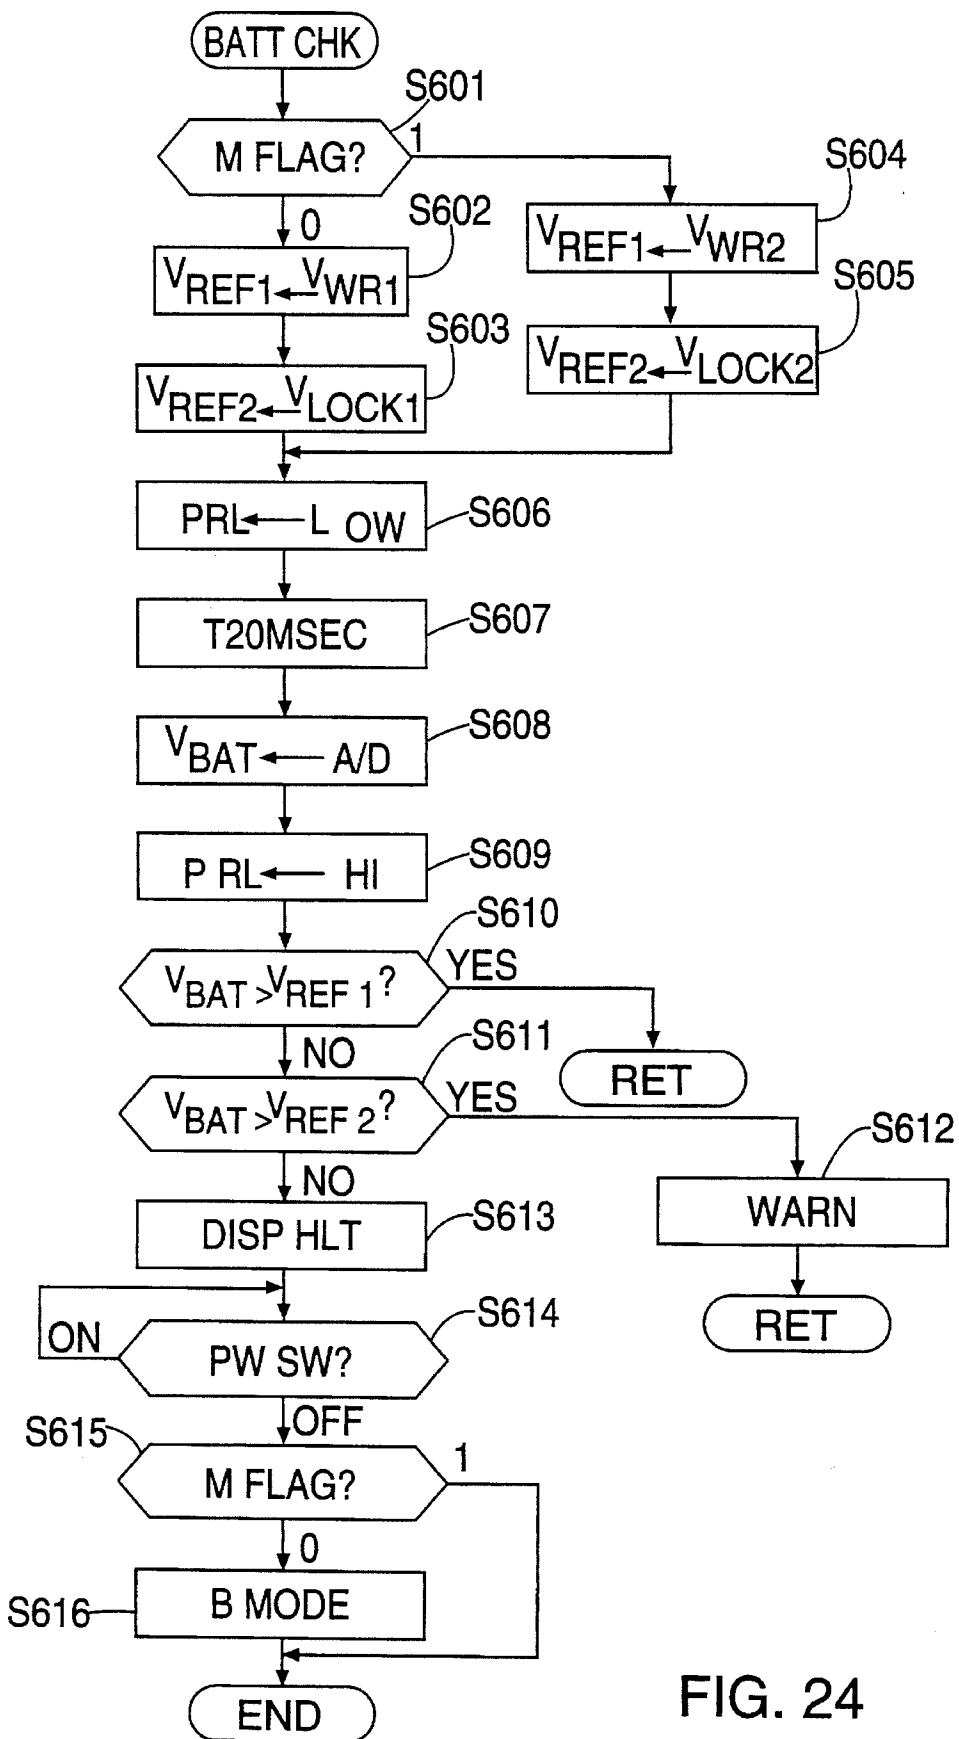 BATT CHK
S601
M FLAG?
1
0
S602
VREF1←VWR1
S604
VREF1←VWR2
S603
VREF2←VLOCK1
S605
VREF2←VLOCK2
PRL←L OW
S606
T20MSEC
S607
VBAT←A/D
S608
P RL← HI
S609
S610
VBAT>VREF 1?
YES
RET
NO
S611
VBAT>VREF 2?
YES
S612
WARN
RET
NO
DISP HLT
S613
S614
ON
PW SW?
OFF
S615
M FLAG?
1
0
B MODE
S616
END
FIG. 24